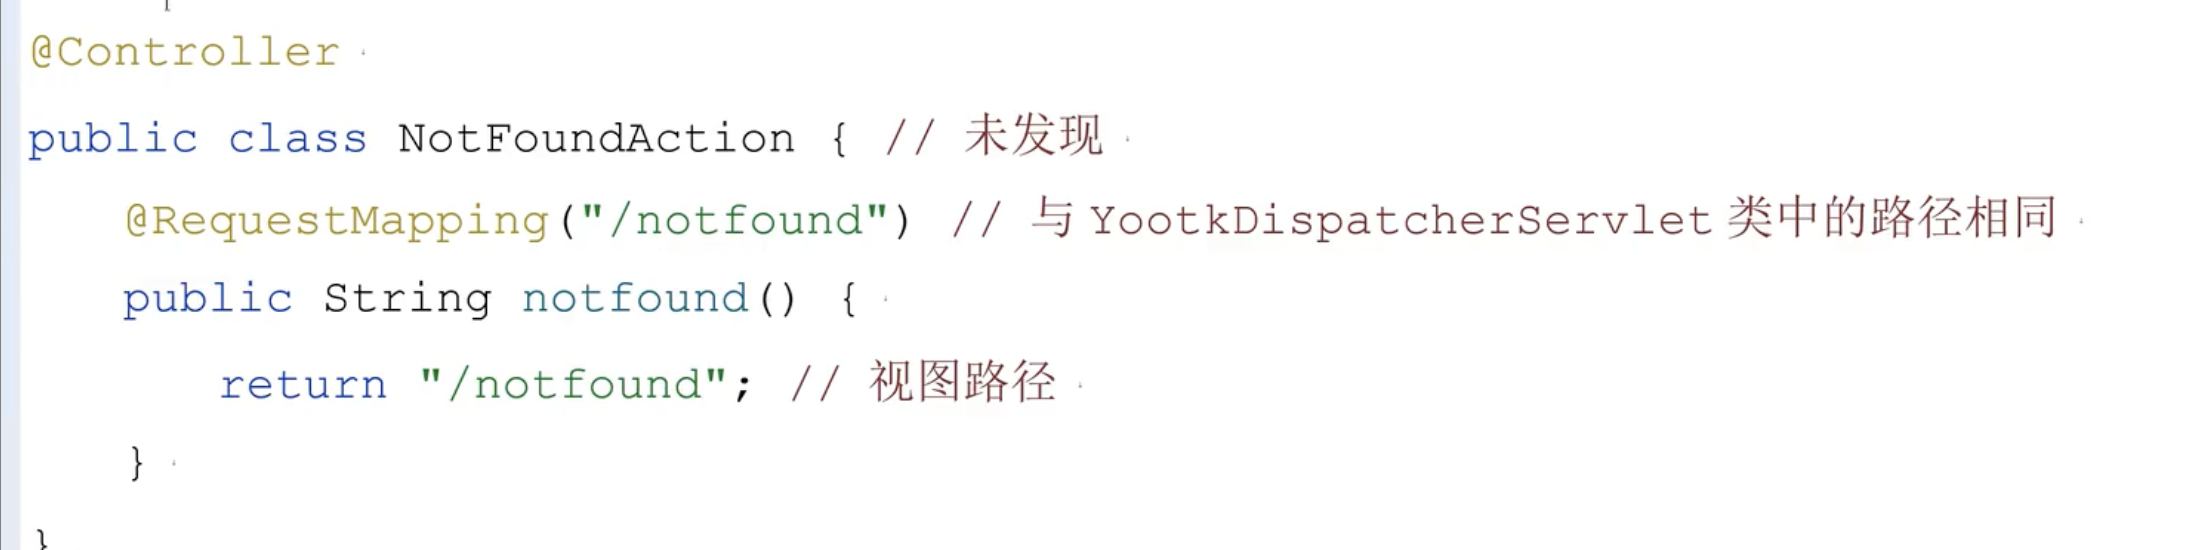 @Controller
public class NotFoundAction { // 未发现
@RequestMapping("/notfound") // 与 YootkDispatcherServlet 类中的路径相同
public String notfound() {
return "/notfound"; // 视图路径
}
}